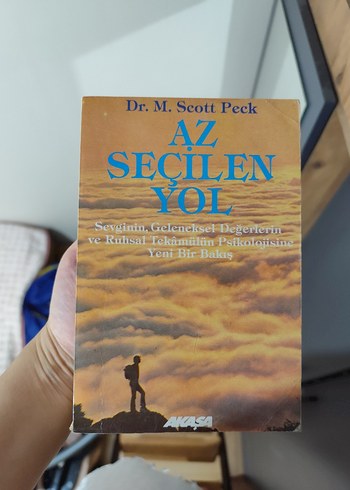 Dr. M. Scott Peck
AZ
SEÇİLEN
YOL
Sevginin, Geleneksel Değerlerin
ve Ruhsal Tekâmülün Psikolojisine
Yeni Bir Bakış
AKAŞA